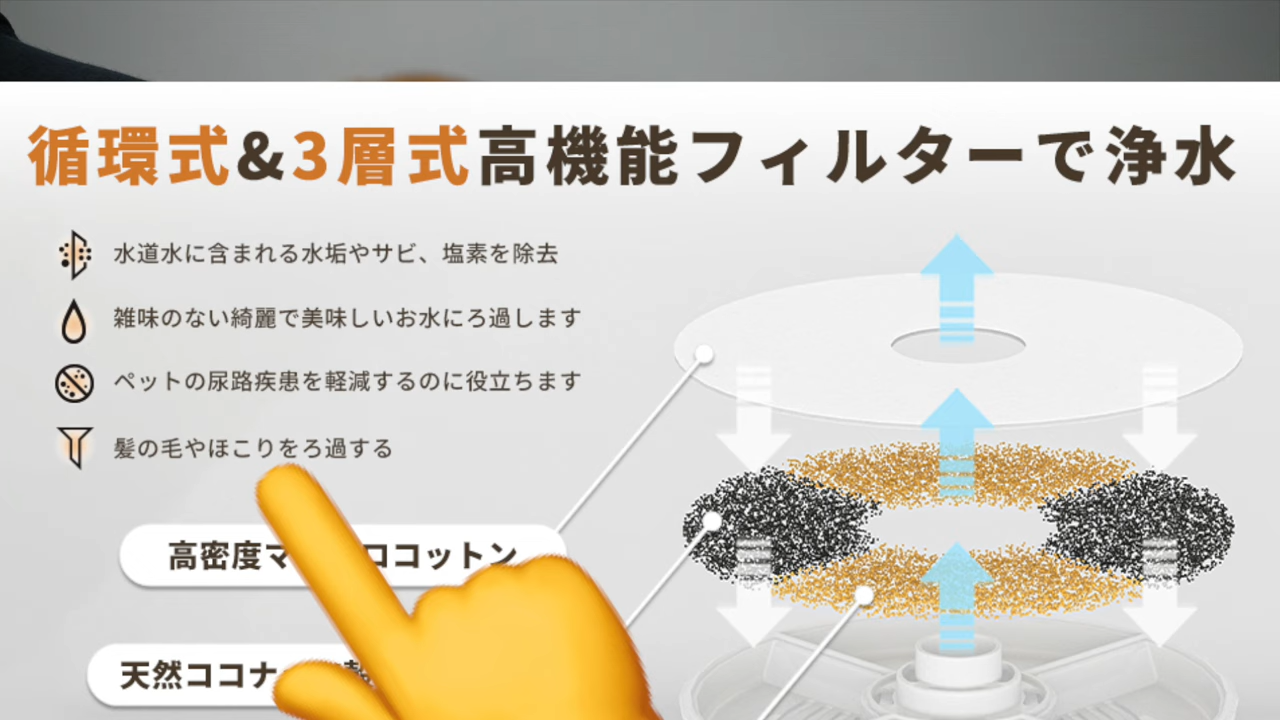 循環式&3層式高機能フィルターで浄水
水道水に含まれる水垢やサビ、塩素を除去
雑味のない綺麗で美味しいお水にろ過します
ペットの尿路疾患を軽減するのに役立ちます
髪の毛やほこりをろ過する
高密度マ ココットン
天然ココナ